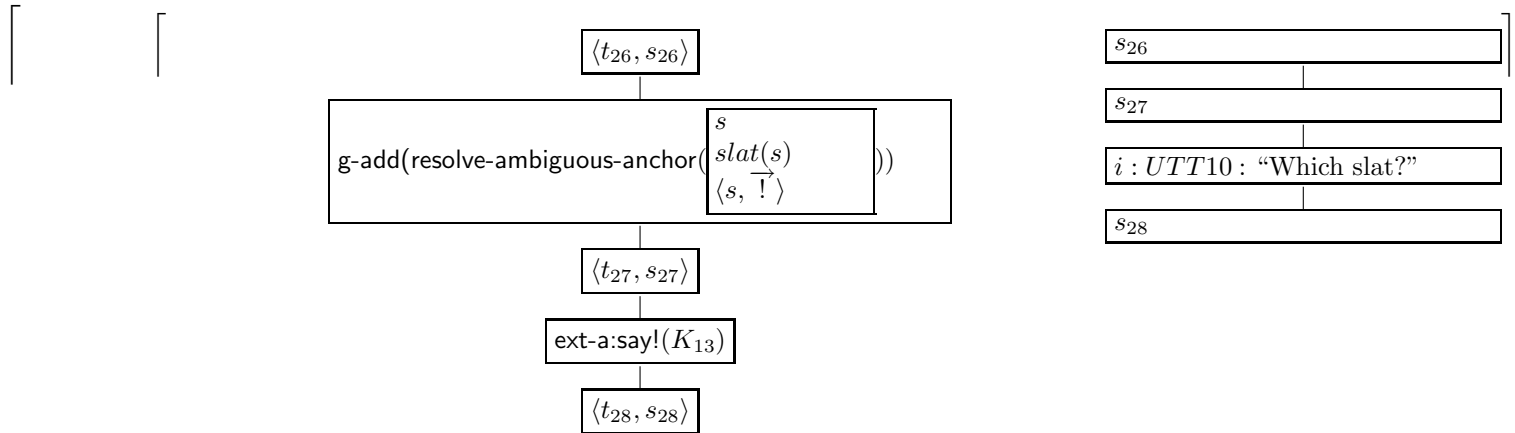 ⟨t₂₆, s₂₆⟩
g-add(resolve-ambiguous-anchor(
s
slat(s)
⟨s, →! ⟩
))
⟨t₂₇, s₂₇⟩
ext-a:say!(K₁₃)
⟨t₂₈, s₂₈⟩
s₂₆
s₂₇
i : UTT10 : “Which slat?”
s₂₈